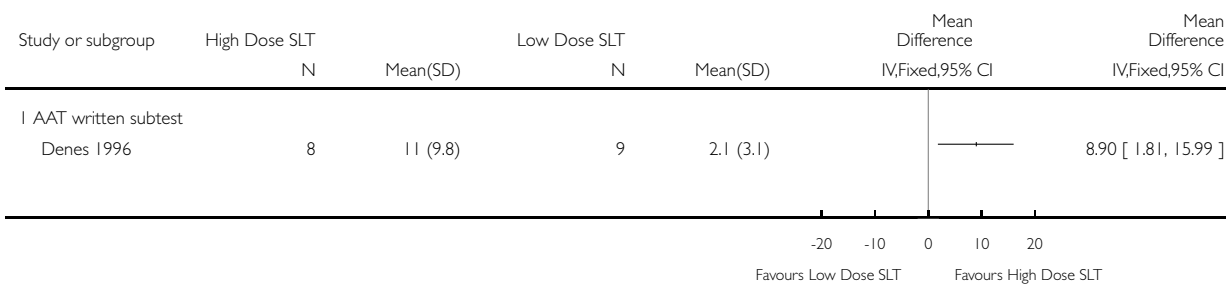 Study or subgroup High Dose SLT Low Dose SLT Mean Difference Mean Difference
N Mean(SD) N Mean(SD) IV,Fixed,95% CI IV,Fixed,95% CI
1 AAT written subtest
Denes 1996 8 11 (9.8) 9 2.1 (3.1) 8.90 [ 1.81, 15.99 ]
-20 -10 0 10 20
Favours Low Dose SLT Favours High Dose SLT